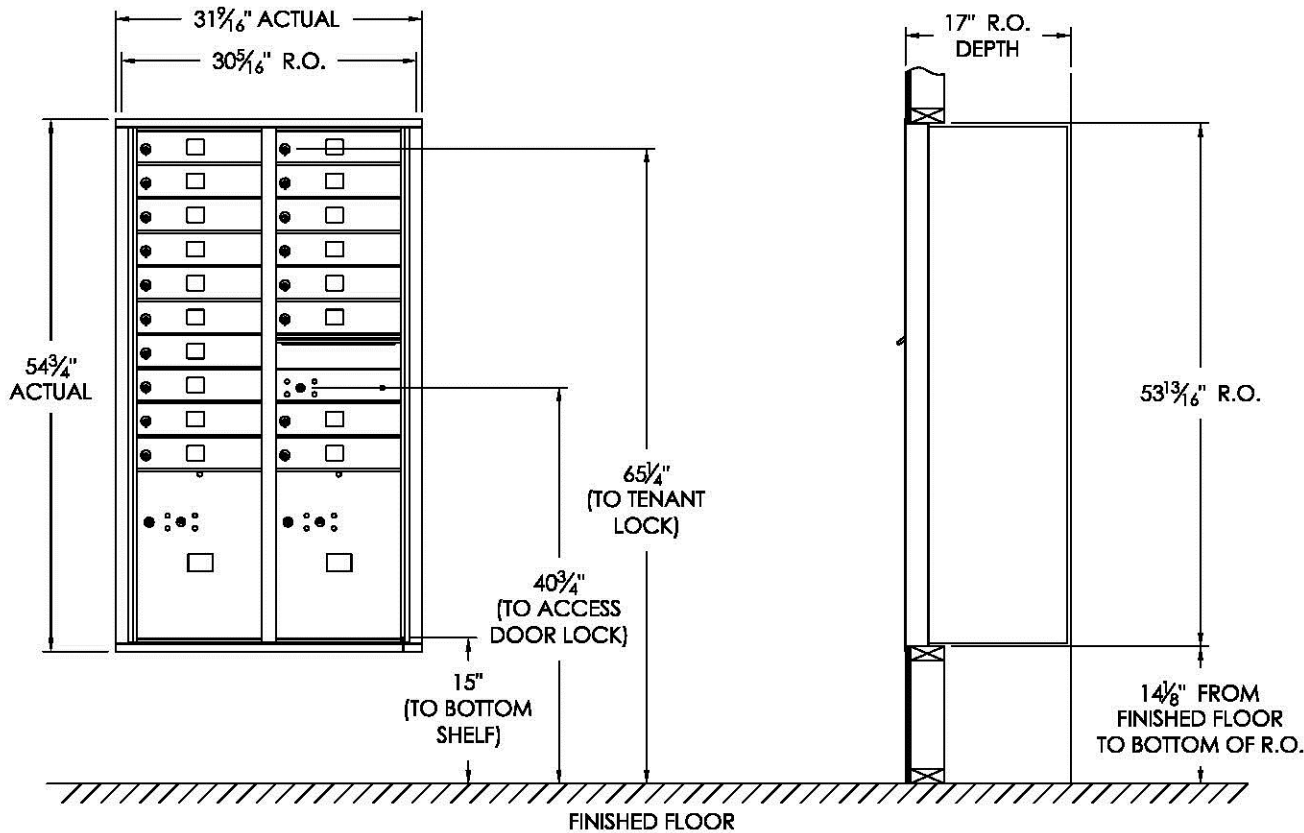 31 9/16" ACTUAL
30 5/16" R.O.
17" R.O.
DEPTH
54 3/4"
ACTUAL
53 13/16" R.O.
65 1/4"
(TO TENANT
LOCK)
40 3/4"
(TO ACCESS
DOOR LOCK)
15"
(TO BOTTOM
SHELF)
14 1/8" FROM
FINISHED FLOOR
TO BOTTOM OF R.O.
FINISHED FLOOR